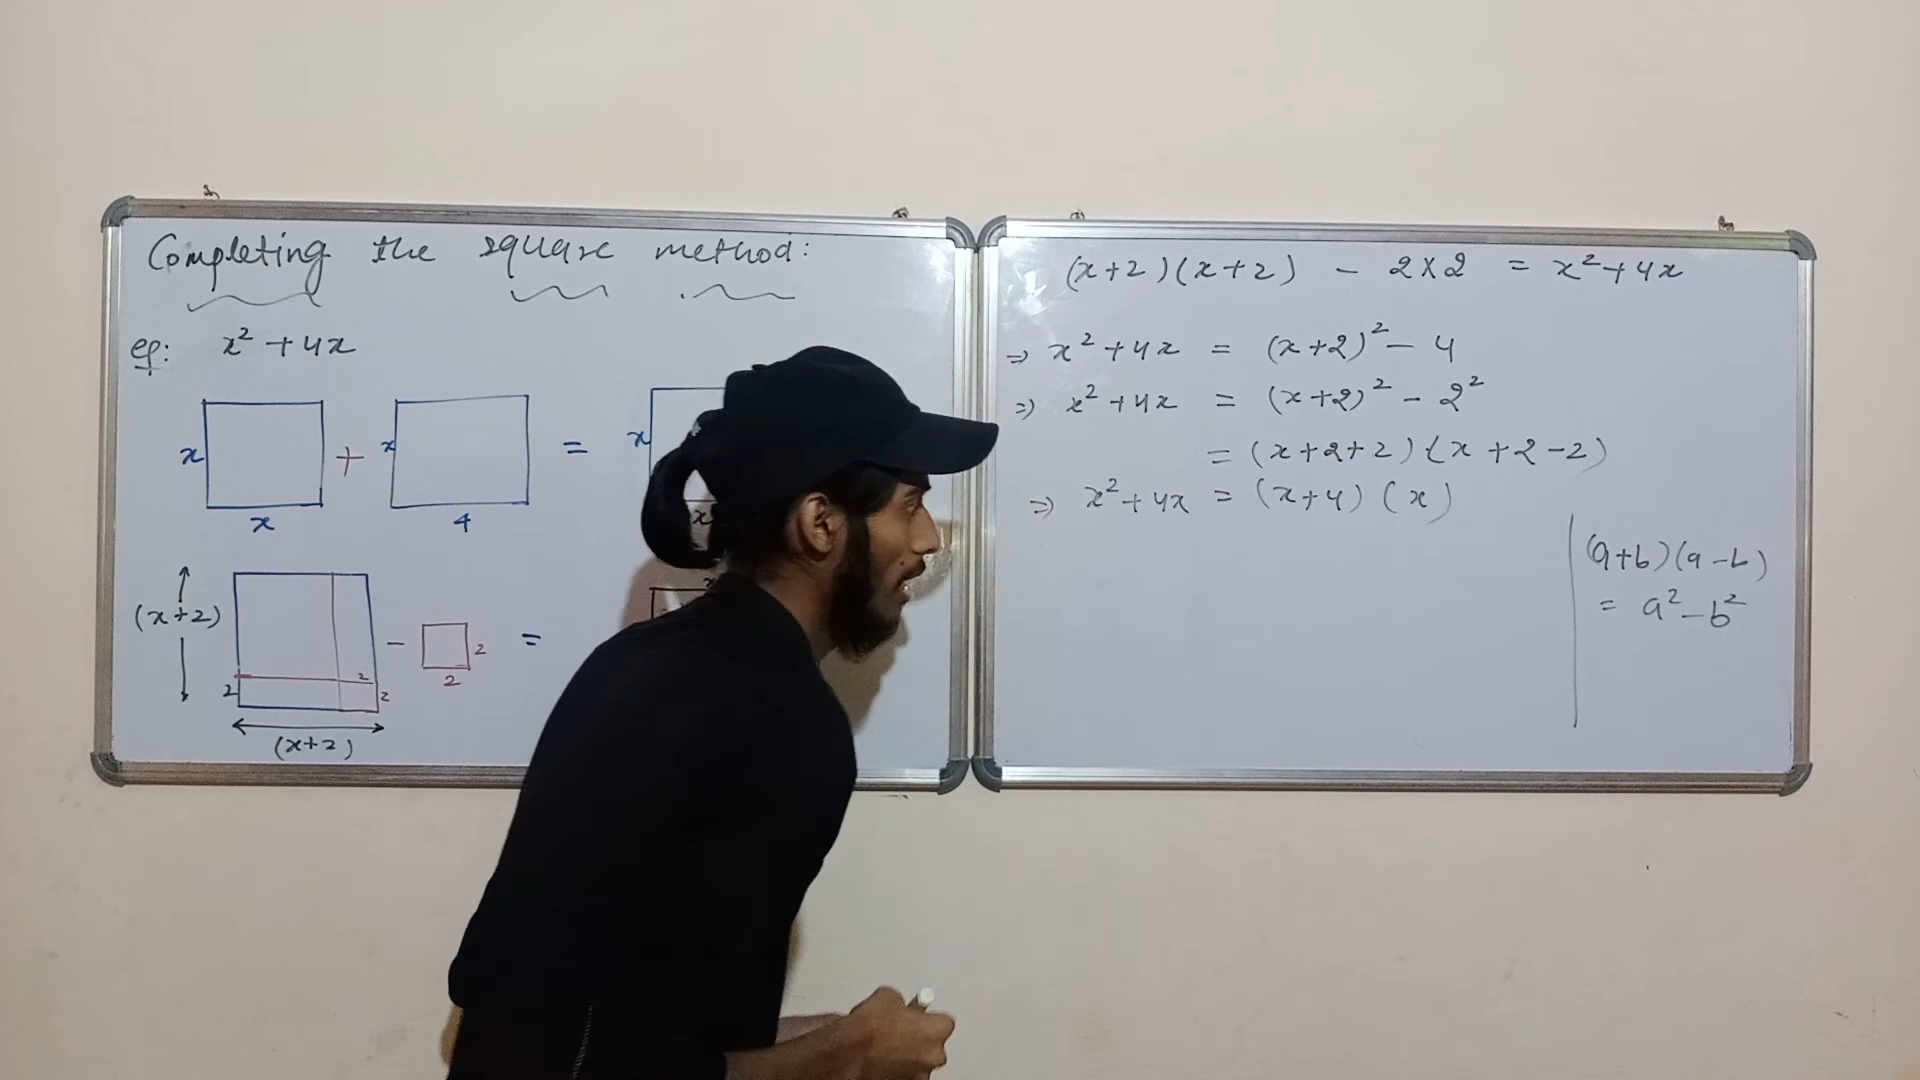 Completing the square method:
eg: x² + 4x
x + x = x
x 4 x
(x+2) - 2 =
2 2 2 2
(x+2)
(x+2)(x+2) - 2×2 = x²+4x
⇒ x²+4x = (x+2)² - 4
⇒ x²+4x = (x+2)² - 2²
= (x+2+2)(x+2-2)
⇒ x²+4x = (x+4)(x)
(a+b)(a-b)
= a²-b²